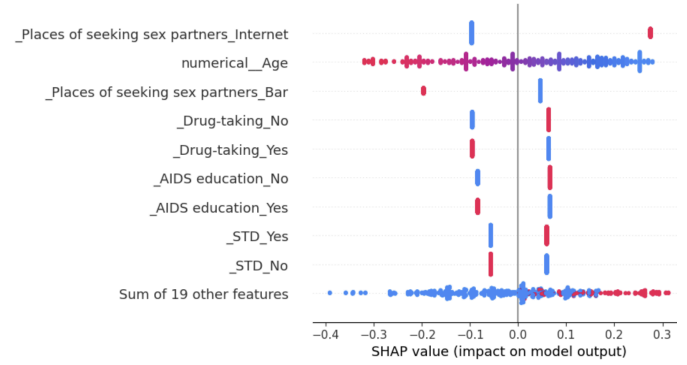 _Places of seeking sex partners_Internet
numerical__Age
_Places of seeking sex partners_Bar
_Drug-taking_No
_Drug-taking_Yes
_AIDS education_No
_AIDS education_Yes
_STD_Yes
_STD_No
Sum of 19 other features
−0.4 −0.3 −0.2 −0.1 0.0 0.1 0.2 0.3
SHAP value (impact on model output)